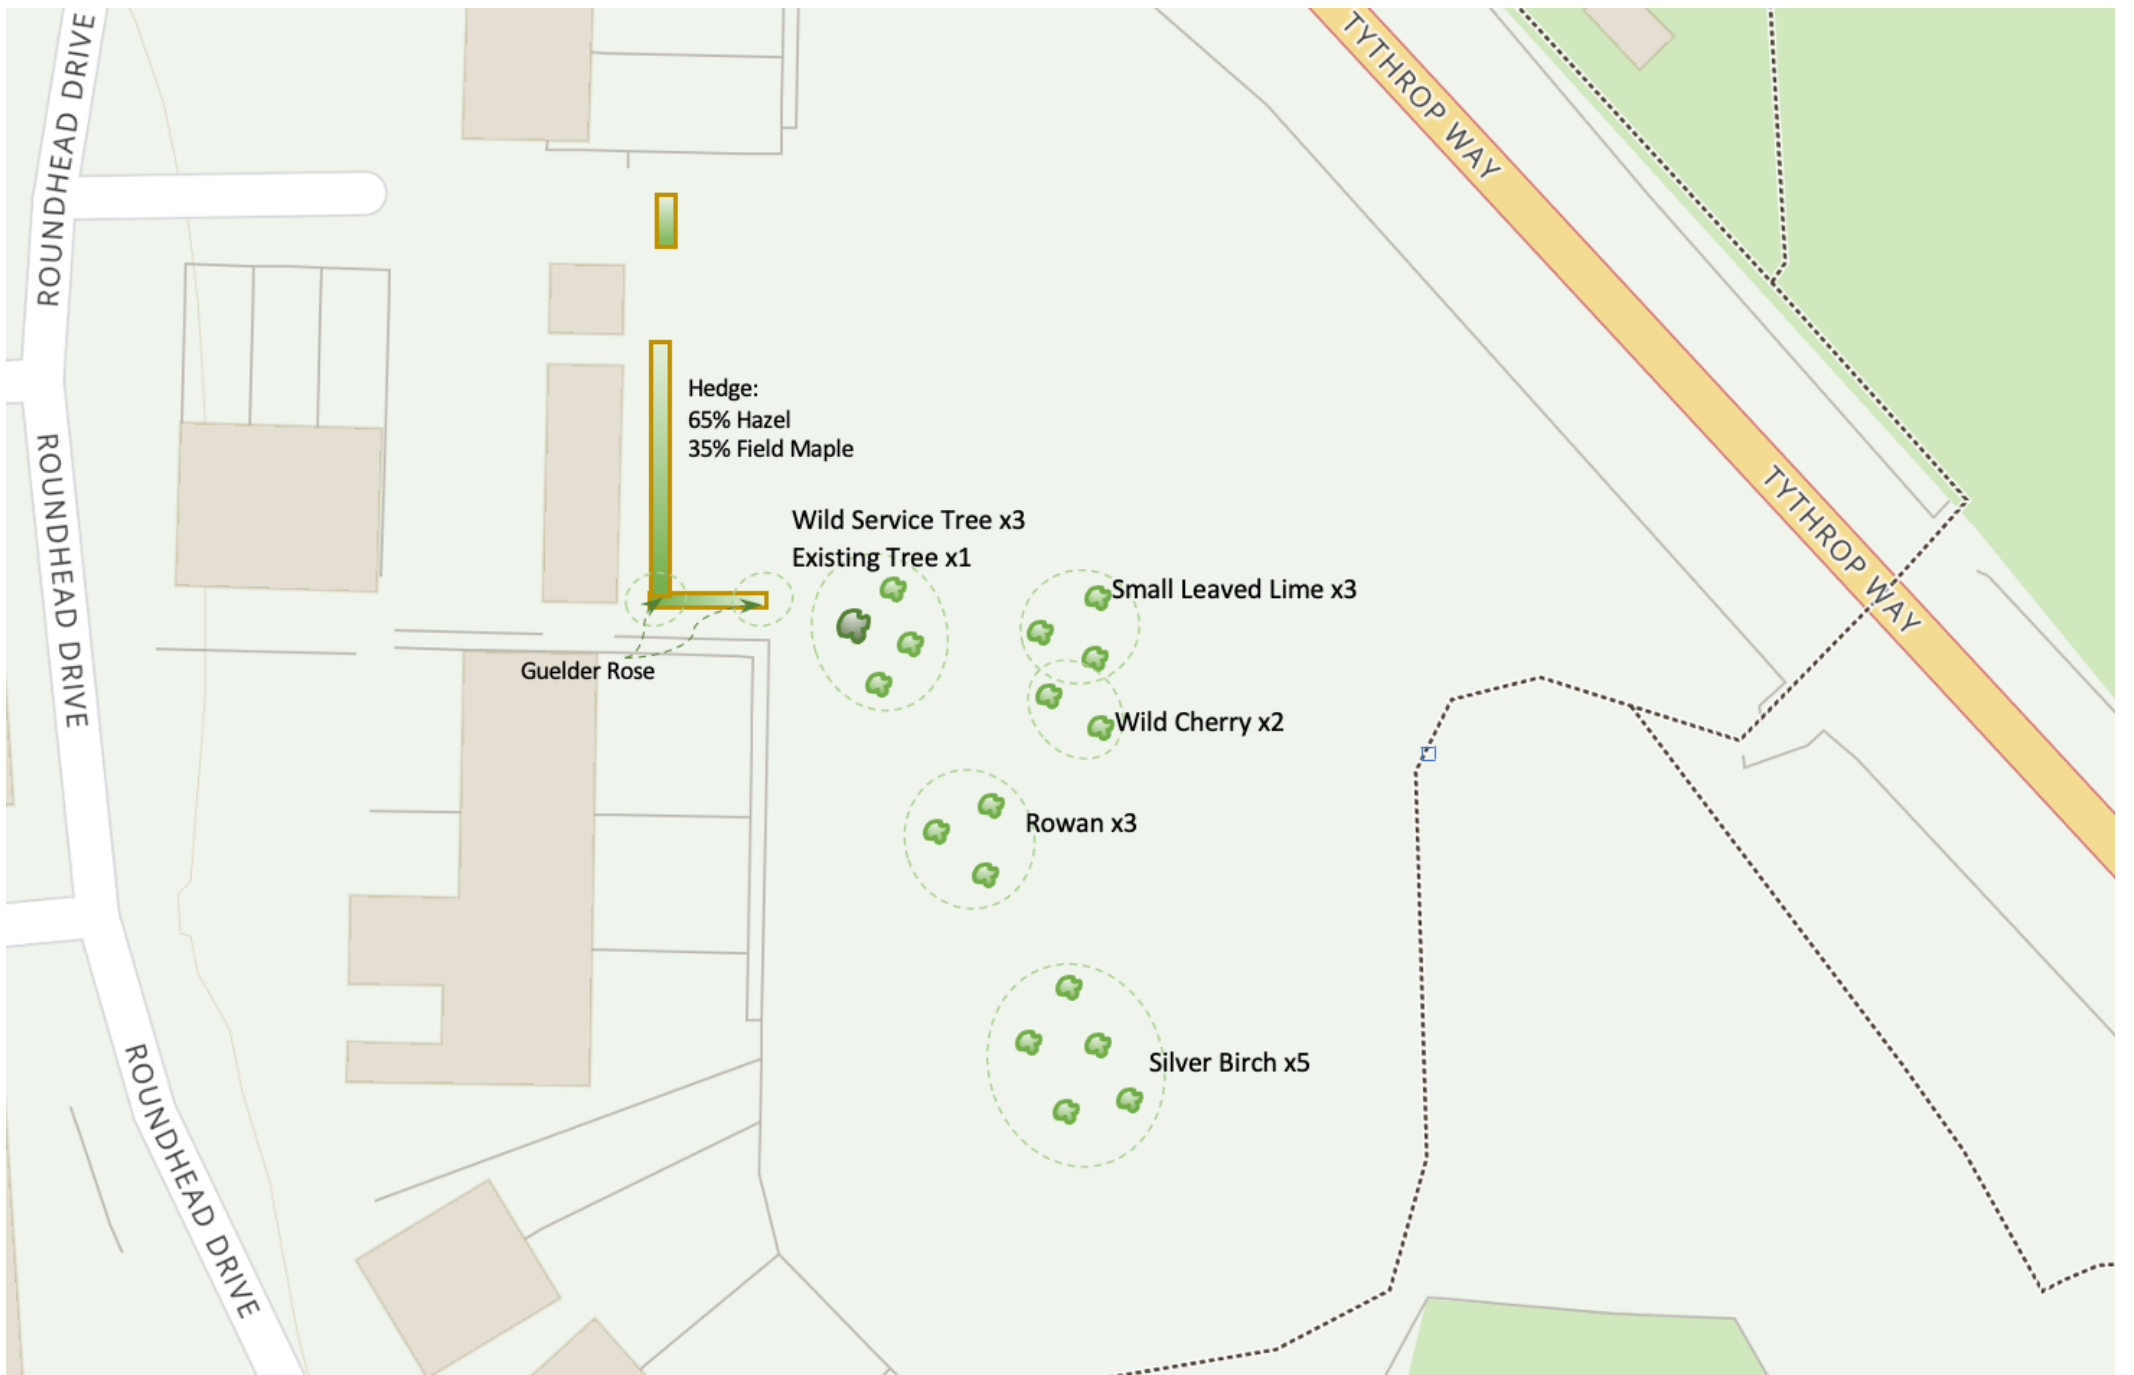 ROUNDHEAD DRIVE
TYTHROP WAY
Hedge:
65% Hazel
35% Field Maple
ROUNDHEAD DRIVE
Wild Service Tree x3
Existing Tree x1
TYTHROP WAY
Small Leaved Lime x3
Guelder Rose
Wild Cherry x2
Rowan x3
Silver Birch x5
ROUNDHEAD DRIVE